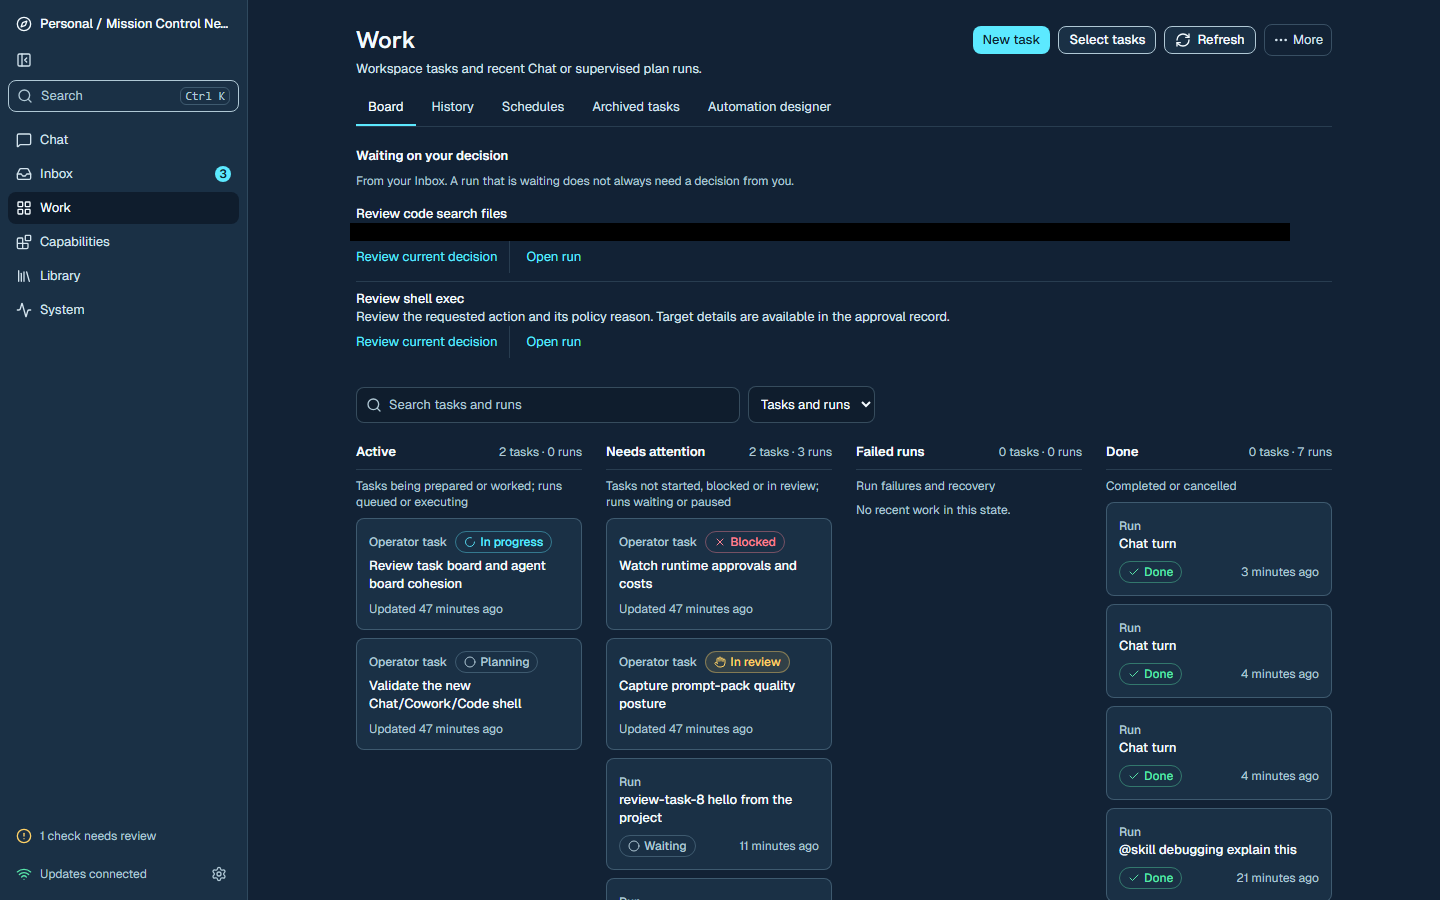 Personal / Mission Control Ne...
Search
Ctrl K
Chat
Inbox
3
Work
Capabilities
Library
System
1 check needs review
Updates connected
Work
New task
Select tasks
Refresh
More
Workspace tasks and recent Chat or supervised plan runs.
Board
History
Schedules
Archived tasks
Automation designer
Waiting on your decision
From your Inbox. A run that is waiting does not always need a decision from you.
Review code search files
Review current decision
Open run
Review shell exec
Review the requested action and its policy reason. Target details are available in the approval record.
Review current decision
Open run
Search tasks and runs
Tasks and runs
Active
2 tasks · 0 runs
Tasks being prepared or worked; runs
queued or executing
Operator task
In progress
Review task board and agent
board cohesion
Updated 47 minutes ago
Operator task
Planning
Validate the new
Chat/Cowork/Code shell
Updated 47 minutes ago
Needs attention
2 tasks · 3 runs
Tasks not started, blocked or in review;
runs waiting or paused
Operator task
Blocked
Watch runtime approvals and
costs
Updated 47 minutes ago
Operator task
In review
Capture prompt-pack quality
posture
Updated 47 minutes ago
Run
review-task-8 hello from the
project
Waiting
11 minutes ago
Failed runs
0 tasks · 0 runs
Run failures and recovery
No recent work in this state.
Done
0 tasks · 7 runs
Completed or cancelled
Run
Chat turn
Done
3 minutes ago
Run
Chat turn
Done
4 minutes ago
Run
Chat turn
Done
4 minutes ago
Run
@skill debugging explain this
Done
21 minutes ago